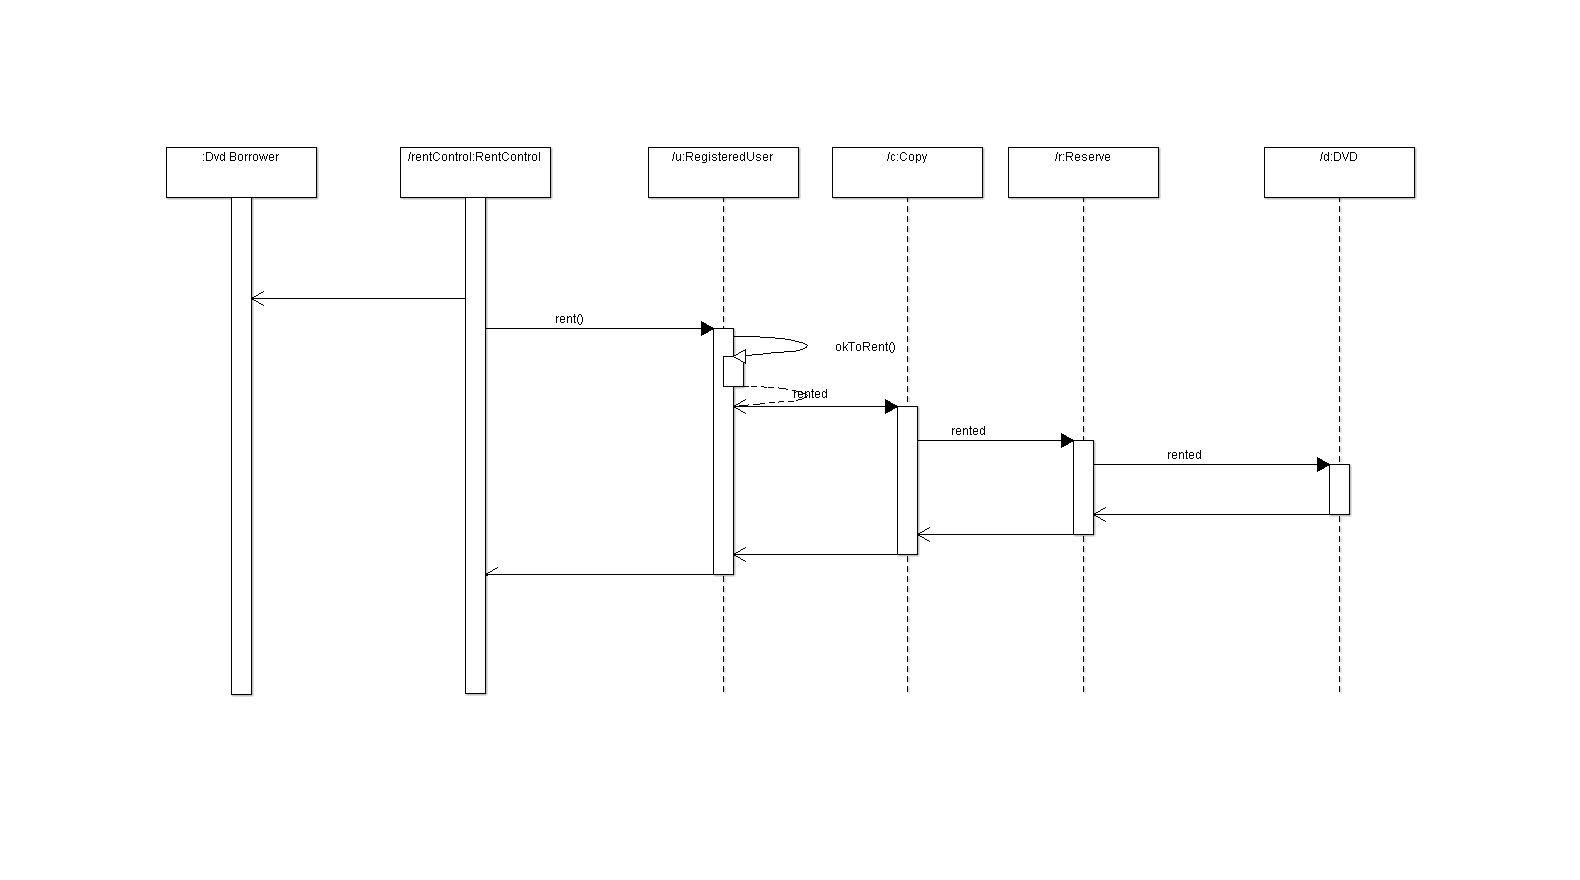 :Dvd Borrower
/rentControl:RentControl
/u:RegisteredUser
/c:Copy
/r:Reserve
/d:DVD
rent()
okToRent()
rented
rented
rented